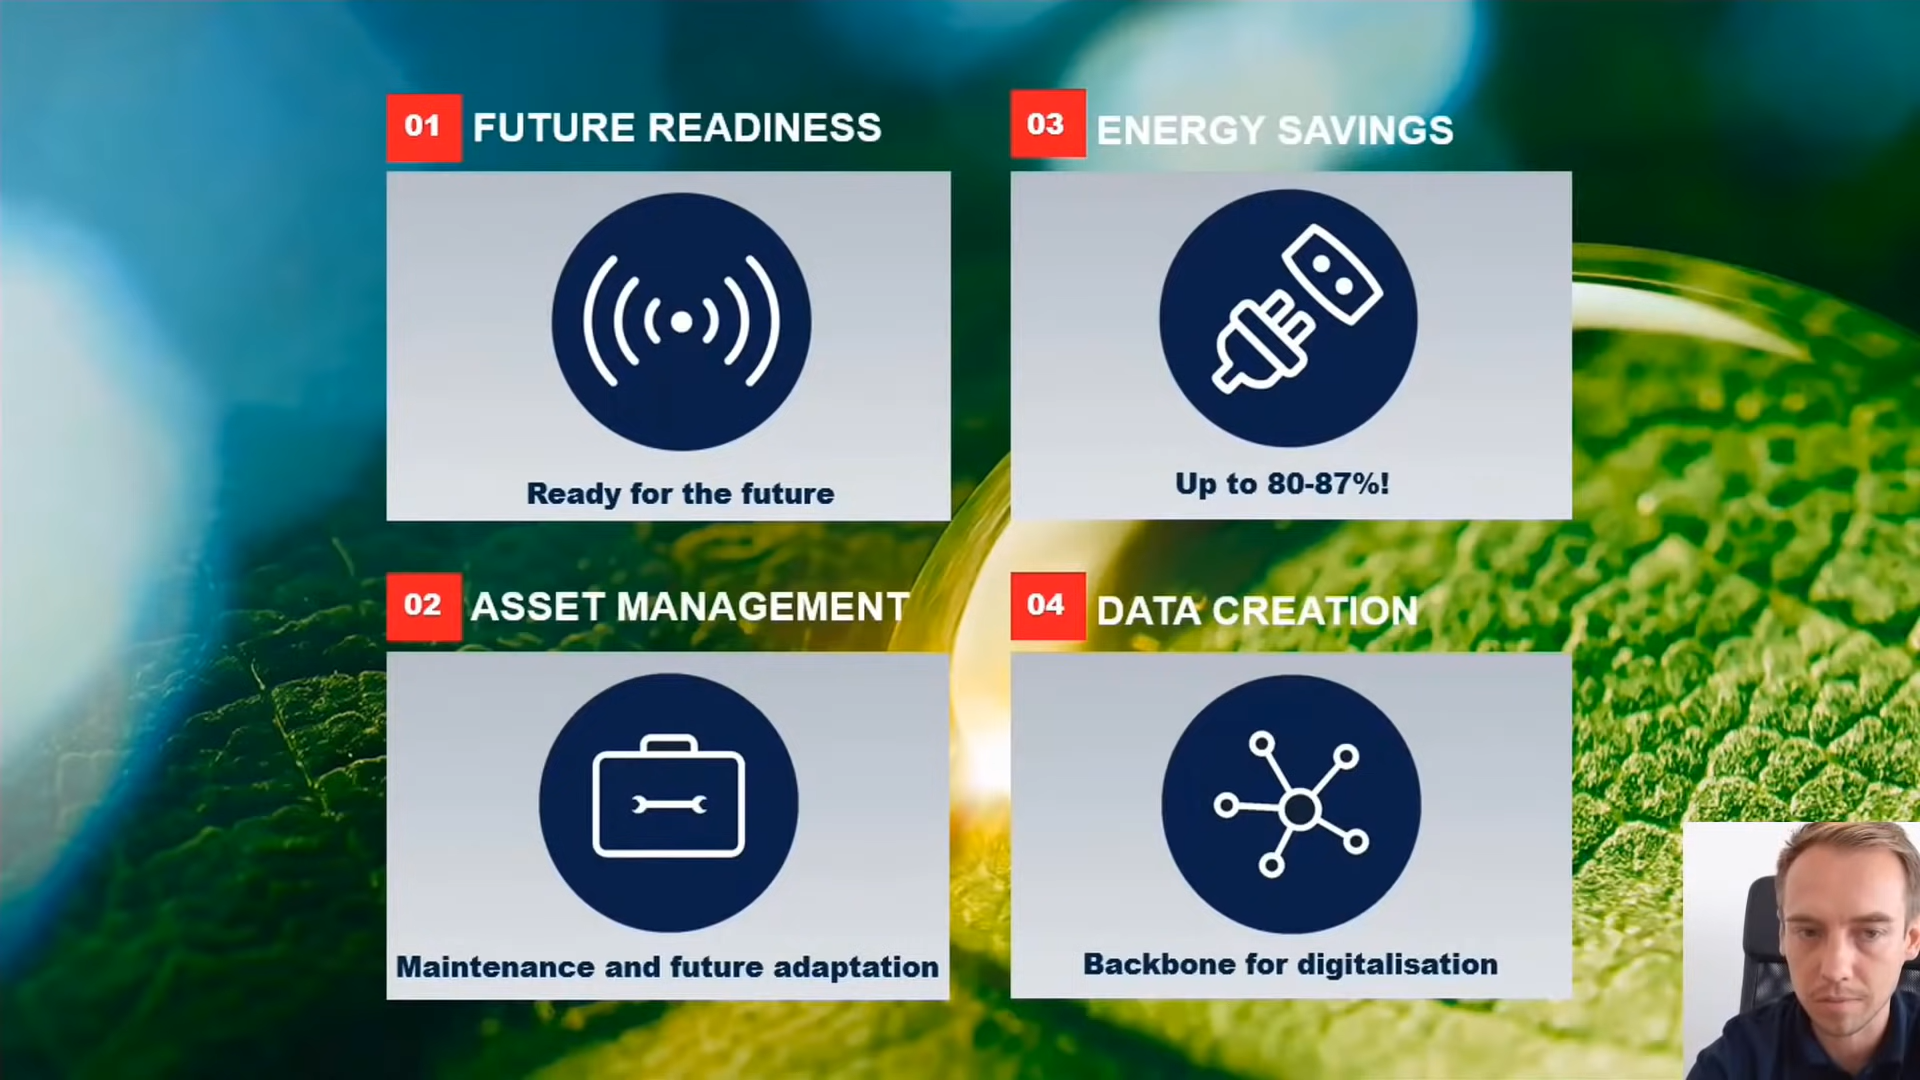 01 FUTURE READINESS
Ready for the future
02 ASSET MANAGEMENT
Maintenance and future adaptation
03 ENERGY SAVINGS
Up to 80-87%!
04 DATA CREATION
Backbone for digitalisation